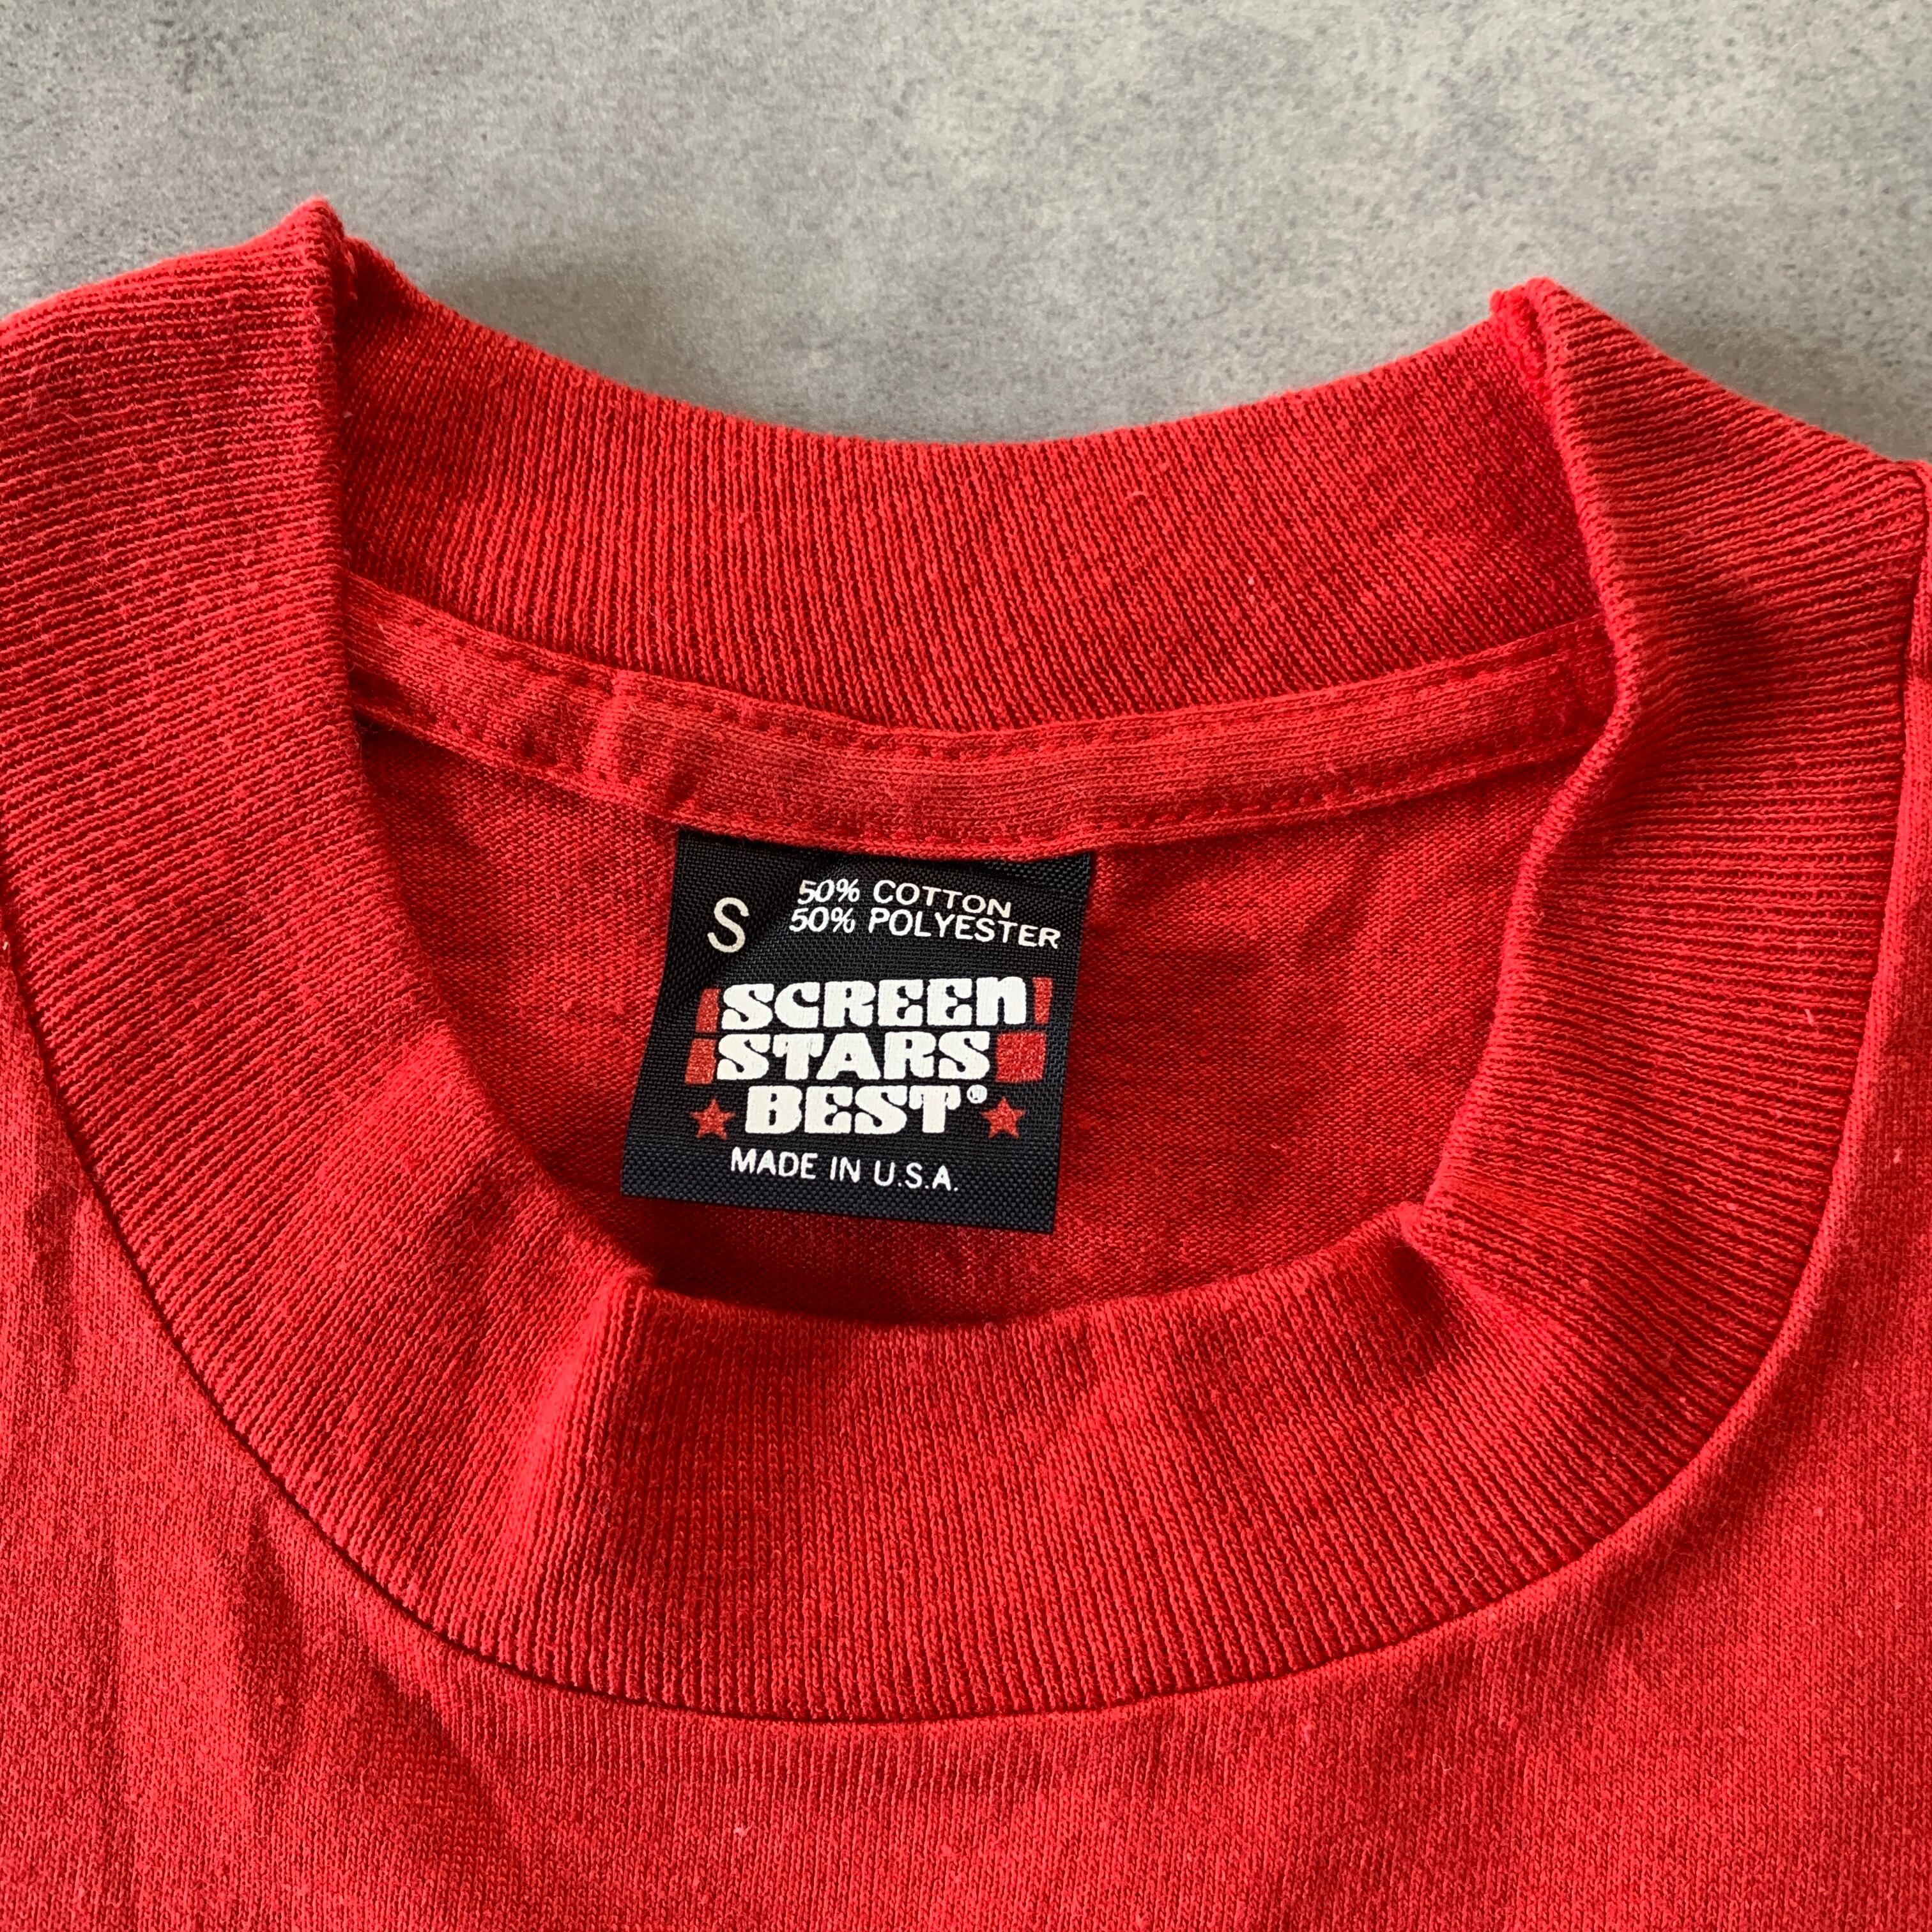 S
50% COTTON
50% POLYESTER
SCREEn
STARS
BEST®
MADE IN U.S.A.